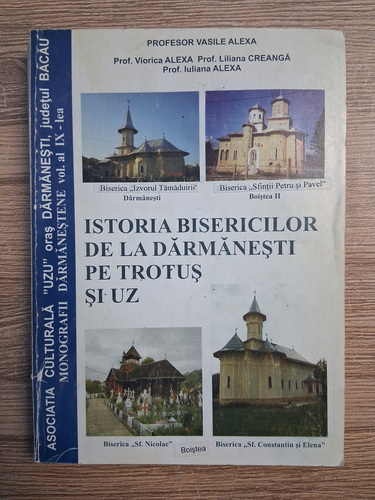 PROFESOR VASILE ALEXA
Prof. Viorica ALEXA Prof. Liliana CREANGĂ
Prof. Iuliana ALEXA
ASOCIATIA CULTURALĂ "UZU" oraș DĂRMĂNEȘTI, județul BACĂU
MONOGRAFII DĂRMĂNEȘTENE vol. al IX - lea
Biserica „Izvorul Tămăduirii"
Dărmănești
Biserica „Sfinții Petru și Pavel"
Boiștea II
ISTORIA BISERICILOR
DE LA DĂRMĂNEȘTI
PE TROTUȘ
ȘI UZ
Biserica „Sf. Nicolae"
Biserica „Sf. Constantin și Elena"
Boiștea